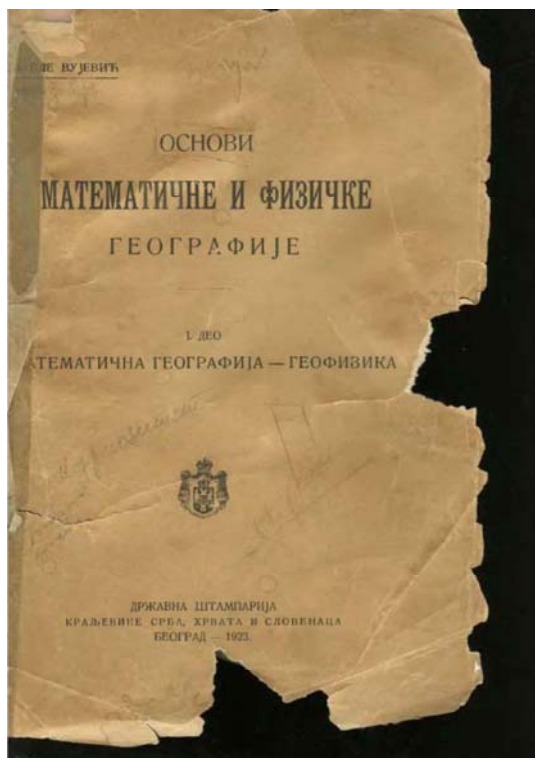 ВУЈЕВИЋ
ОСНОВИ
МАТЕМАТИЧНЕ И ФИЗИЧКЕ
ГЕОГРАФИЈЕ
I. ДЕО
АТЕМАТИЧНА ГЕОГРАФИЈА — ГЕОФИЗИКА
ДРЖАВНА ШТАМПАРИЈА
КРАЉЕВИНЕ СРБА, ХРВАТА И СЛОВЕНАЦА
БЕОГРАД — 1923.